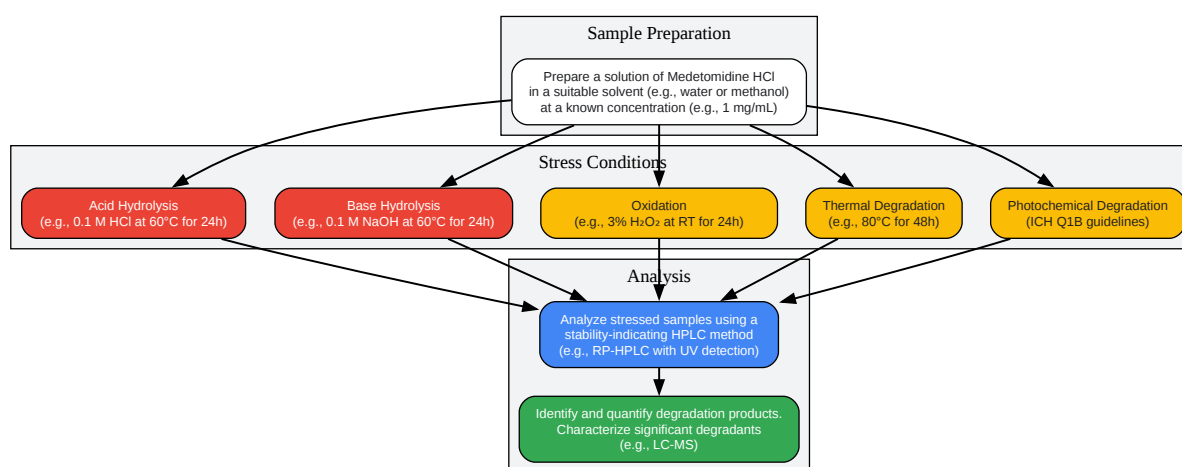 Sample Preparation
Prepare a solution of Medetomidine HCl
in a suitable solvent (e.g., water or methanol)
at a known concentration (e.g., 1 mg/mL)
Stress Conditions
Acid Hydrolysis
(e.g., 0.1 M HCl at 60°C for 24h)
Base Hydrolysis
(e.g., 0.1 M NaOH at 60°C for 24h)
Oxidation
(e.g., 3% H₂O₂ at RT for 24h)
Thermal Degradation
(e.g., 80°C for 48h)
Photochemical Degradation
(ICH Q1B guidelines)
Analysis
Analyze stressed samples using a
stability-indicating HPLC method
(e.g., RP-HPLC with UV detection)
Identify and quantify degradation products.
Characterize significant degradants
(e.g., LC-MS)